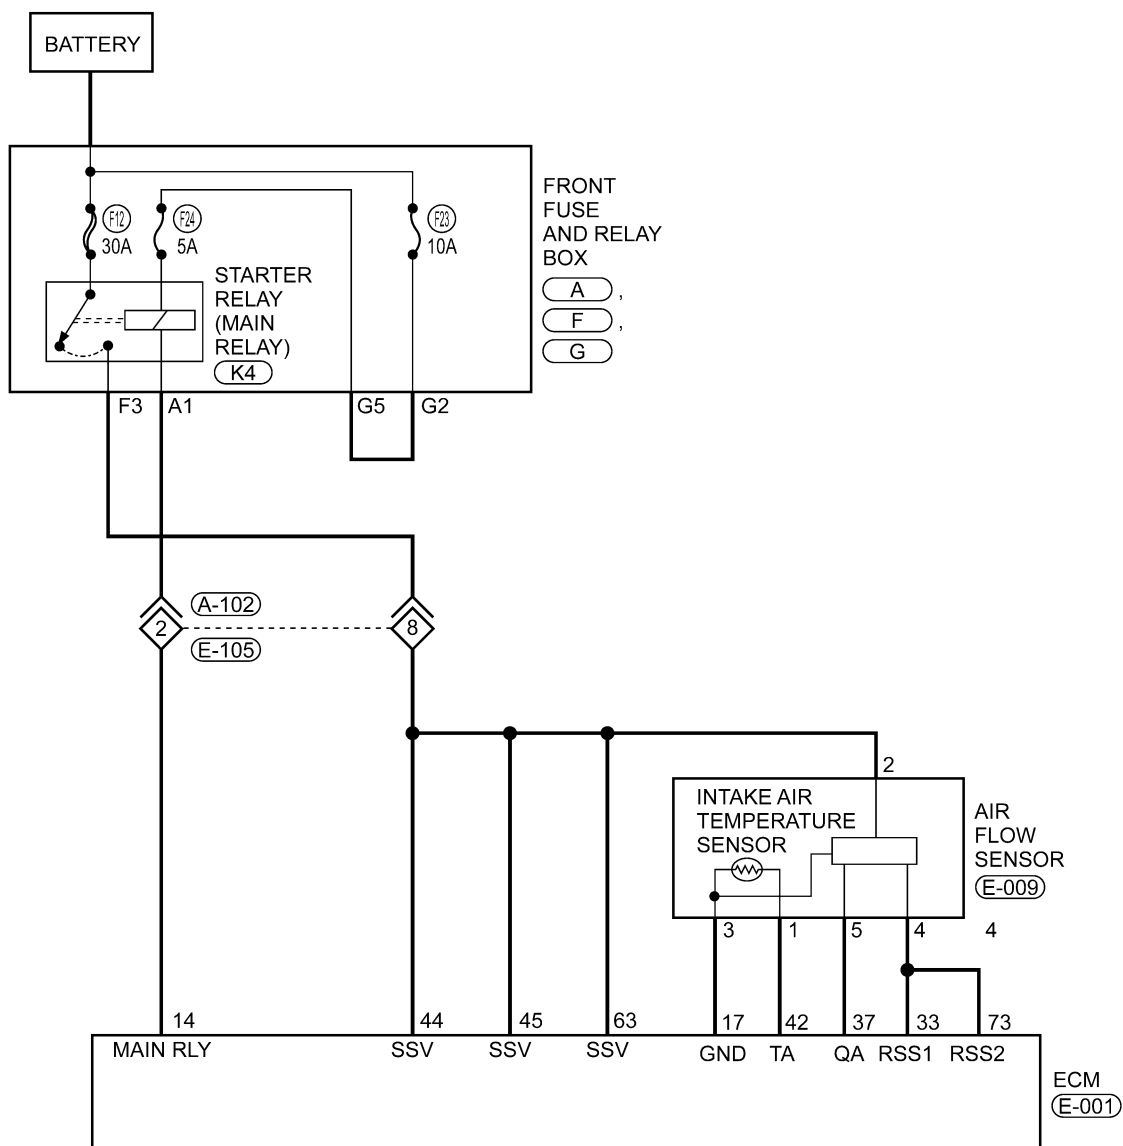 BATTERY
F12
30A
F24
5A
F23
10A
FRONT
FUSE
AND RELAY
BOX
A ,
F ,
G
STARTER
RELAY
(MAIN
RELAY)
K4
F3
A1
G5
G2
A-102
2
8
E-105
2
INTAKE AIR
TEMPERATURE
SENSOR
AIR
FLOW
SENSOR
E-009
3
1
5
4
4
14
44
45
63
17
42
37
33
73
MAIN RLY
SSV
SSV
SSV
GND
TA
QA
RSS1
RSS2
ECM
E-001